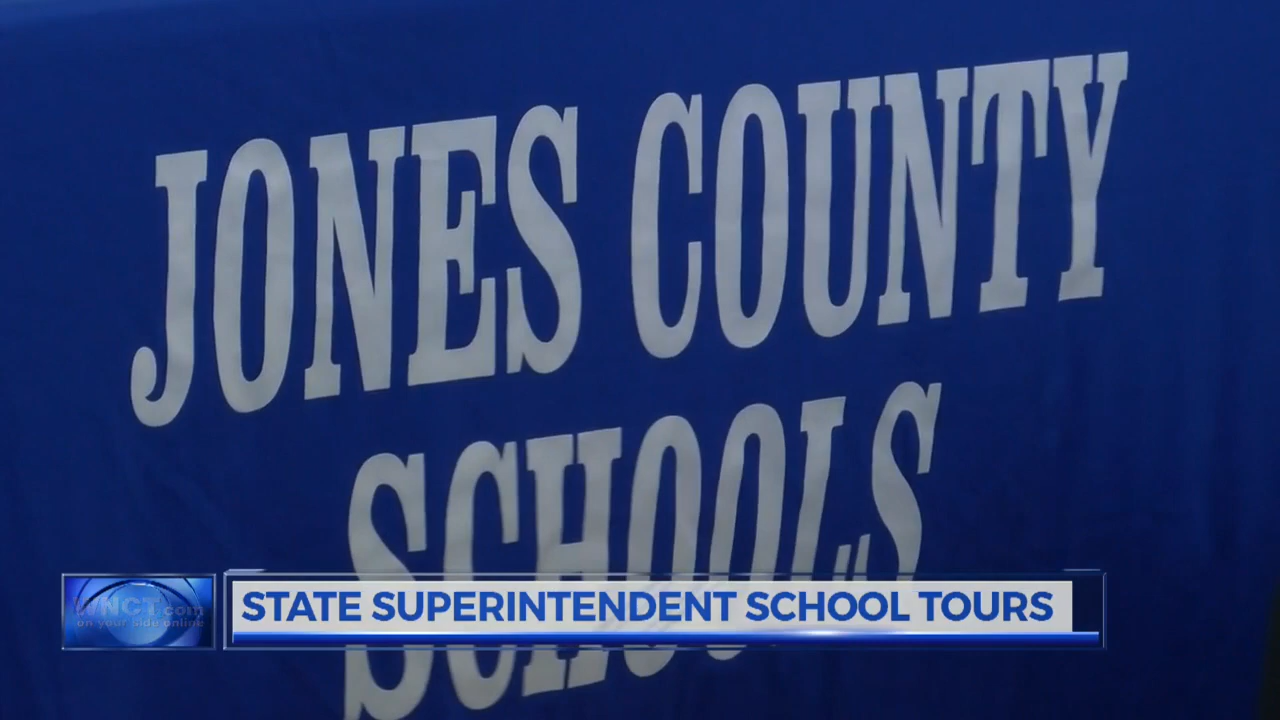 JONES COUNTY
SCHOOLS
WNCT.com
on your side online
STATE SUPERINTENDENT SCHOOL TOURS